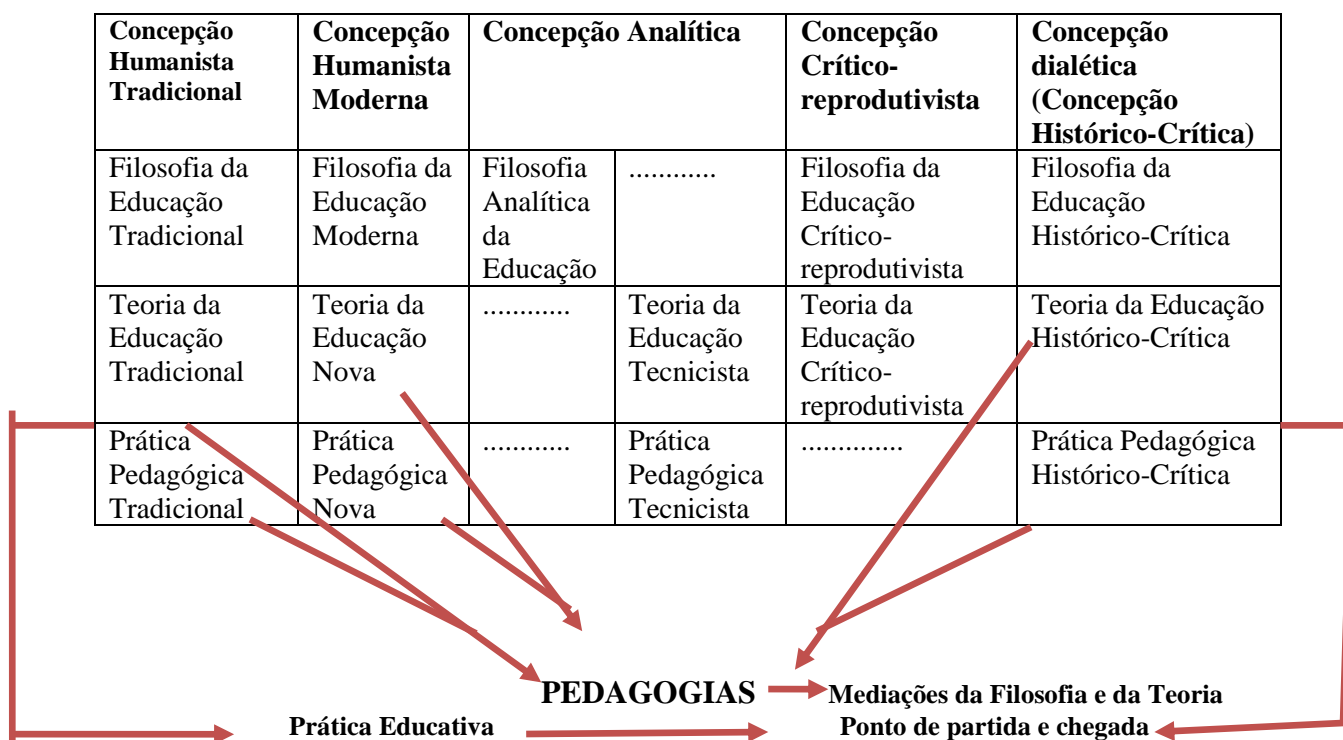 Concepção
Humanista
Tradicional
Concepção
Humanista
Moderna
Concepção Analítica
Concepção
Crítico-
reprodutivista
Concepção
dialética
(Concepção
Histórico-Crítica)
Filosofia da
Educação
Tradicional
Filosofia da
Educação
Moderna
Filosofia
Analítica
da
Educação
............
Filosofia da
Educação
Crítico-
reprodutivista
Filosofia da
Educação
Histórico-Crítica
Teoria da
Educação
Tradicional
Teoria da
Educação
Nova
............
Teoria da
Educação
Tecnicista
Teoria da
Educação
Crítico-
reprodutivista
Teoria da Educação
Histórico-Crítica
Prática
Pedagógica
Tradicional
Prática
Pedagógica
Nova
............
Prática
Pedagógica
Tecnicista
..............
Prática Pedagógica
Histórico-Crítica
PEDAGOGIAS
Mediações da Filosofia e da Teoria
Prática Educativa
Ponto de partida e chegada